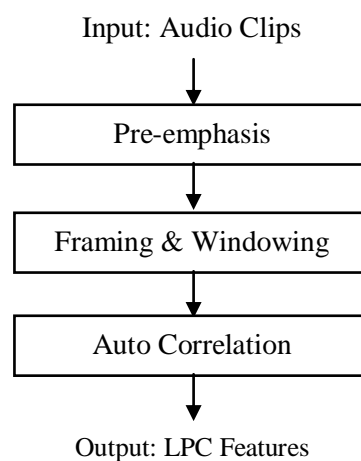 Input: Audio Clips
Pre-emphasis
Framing & Windowing
Auto Correlation
Output: LPC Features